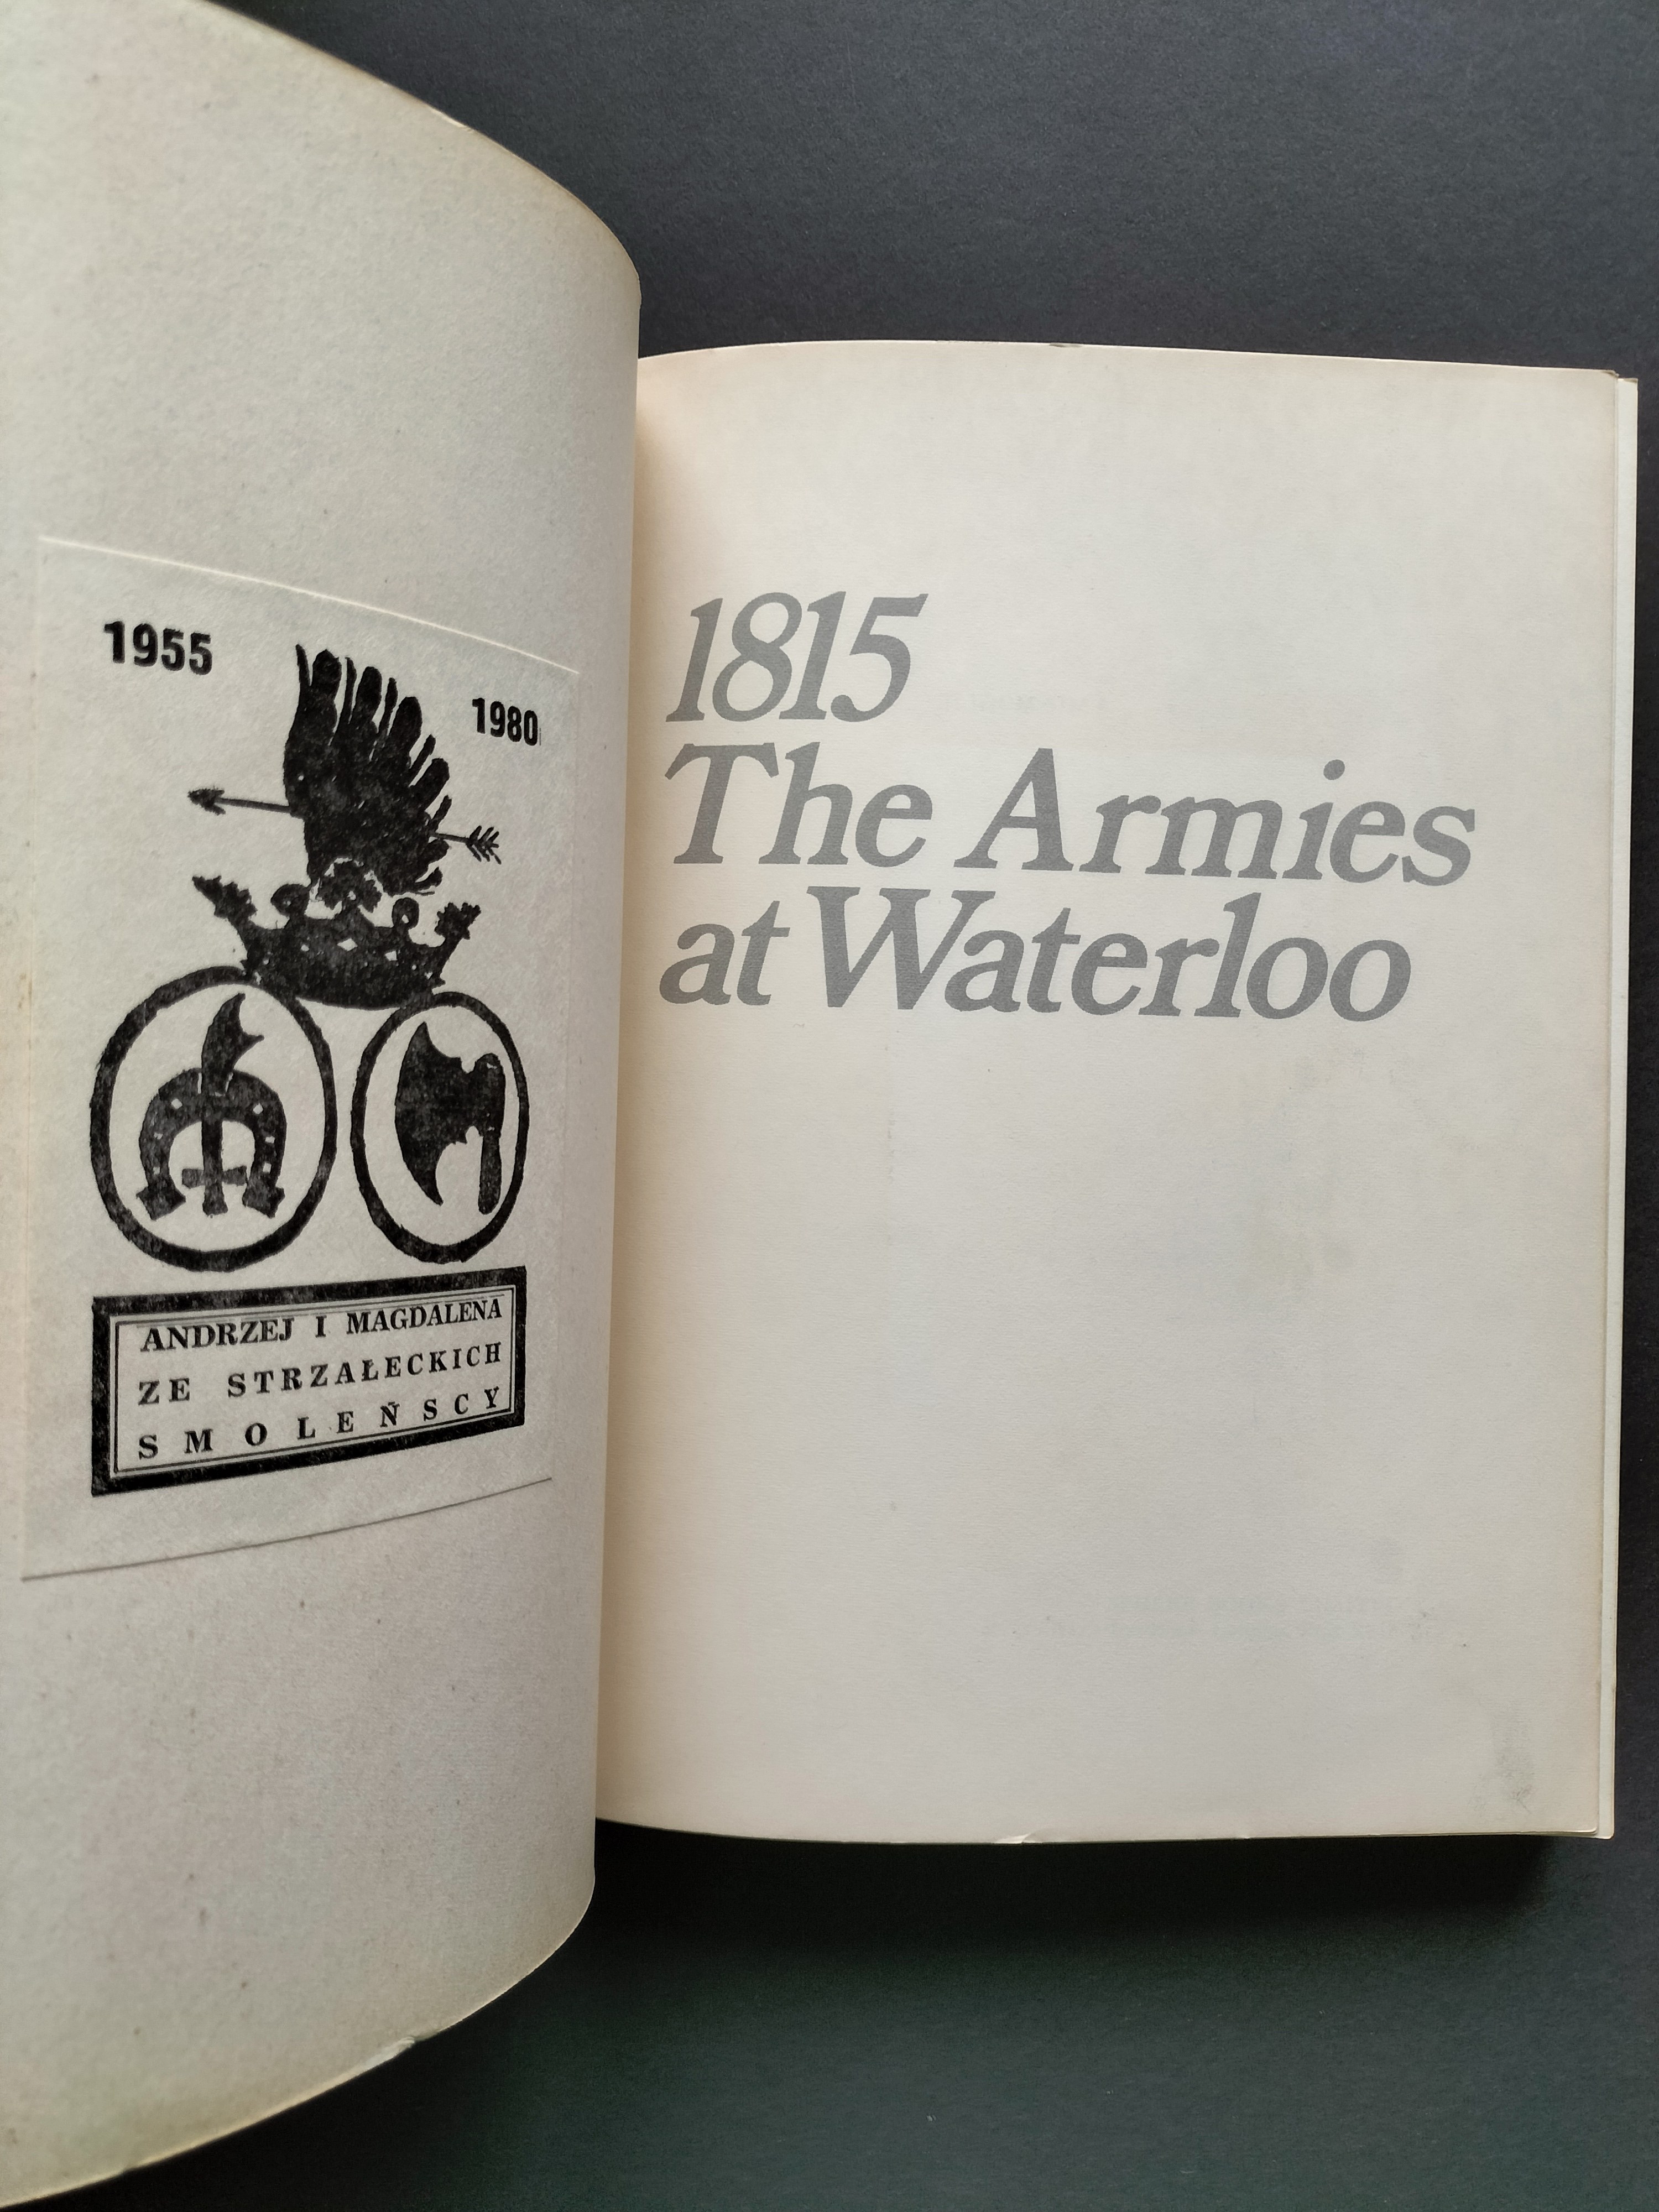 1955
1980
ANDRZEJ I MAGDALENA
ZE STRZAŁECKICH
SMOLEŃSCY
1815
The Armies
at Waterloo